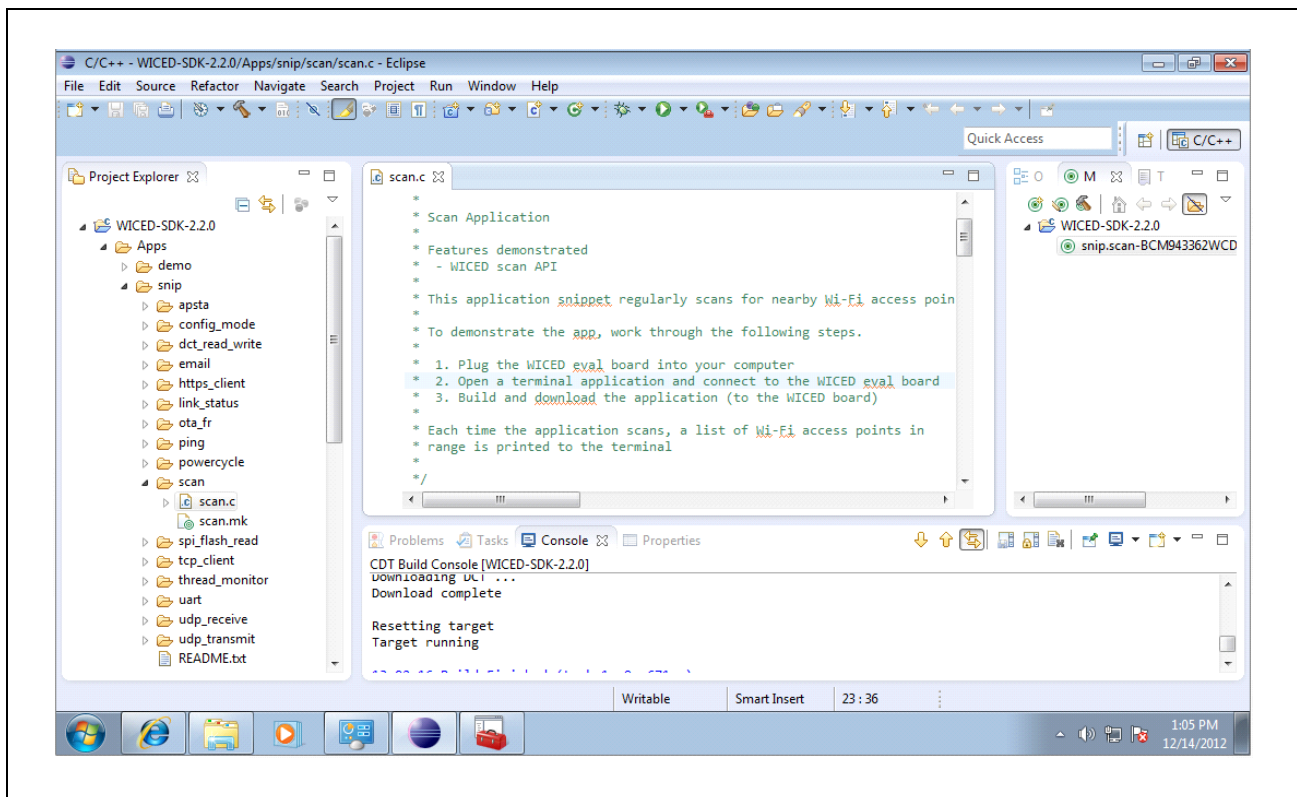 C/C++ - WICED-SDK-2.2.0/Apps/snip/scan/scan.c - Eclipse
File Edit Source Refactor Navigate Search Project Run Window Help
Quick Access
C/C++
Project Explorer
WICED-SDK-2.2.0
Apps
demo
snip
apsta
config_mode
dct_read_write
email
https_client
link_status
ota_fr
ping
powercycle
scan
scan.c
scan.mk
spi_flash_read
tcp_client
thread_monitor
uart
udp_receive
udp_transmit
README.txt
scan.c
*
* Scan Application
*
* Features demonstrated
*  - WICED scan API
*
* This application snippet regularly scans for nearby Wi-Fi access poin
*
* To demonstrate the app, work through the following steps.
*
*  1. Plug the WICED eval board into your computer
*  2. Open a terminal application and connect to the WICED eval board
*  3. Build and download the application (to the WICED board)
*
* Each time the application scans, a list of Wi-Fi access points in
* range is printed to the terminal
*
*/
O M T
WICED-SDK-2.2.0
snip.scan-BCM943362WCD
Problems Tasks Console Properties
CDT Build Console [WICED-SDK-2.2.0]
Downloading DCT ...
Download complete
Resetting target
Target running
Writable Smart Insert 23 : 36
1:05 PM
12/14/2012